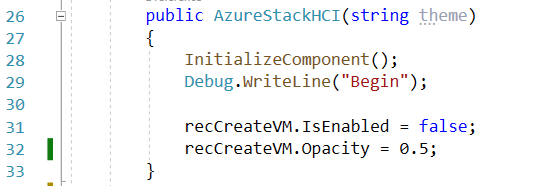 26 public AzureStackHCI(string theme)
27 {
28 InitializeComponent();
29 Debug.WriteLine("Begin");
30
31 recCreateVM.IsEnabled = false;
32 recCreateVM.Opacity = 0.5;
33 }